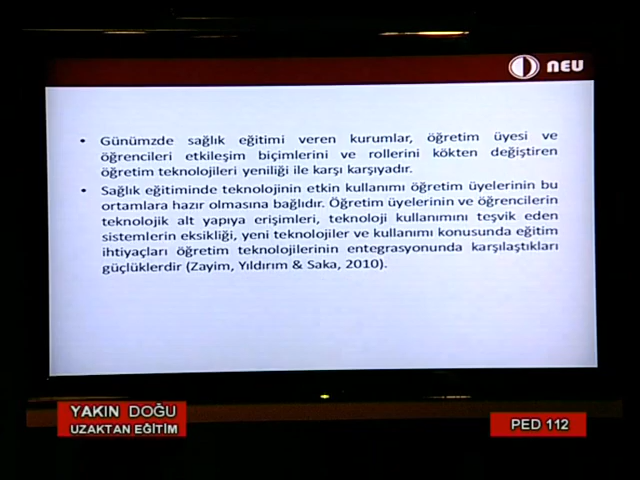 NEU
• Günümzde sağlık eğitimi veren kurumlar, öğretim üyesi ve
öğrencileri etkileşim biçimlerini ve rollerini kökten değiştiren
öğretim teknolojileri yeniliği ile karşı karşıyadır.
• Sağlık eğitiminde teknolojinin etkin kullanımı öğretim üyelerinin bu
ortamlara hazır olmasına bağlıdır. Öğretim üyelerinin ve öğrencilerin
teknolojik alt yapıya erişimleri, teknoloji kullanımını teşvik eden
sistemlerin eksikliği, yeni teknolojiler ve kullanımı konusunda eğitim
ihtiyaçları öğretim teknolojilerinin entegrasyonunda karşılaştıkları
güçlüklerdir (Zayim, Yıldırım & Saka, 2010).
YAKIN DOĞU
UZAKTAN EĞİTİM
PED 112